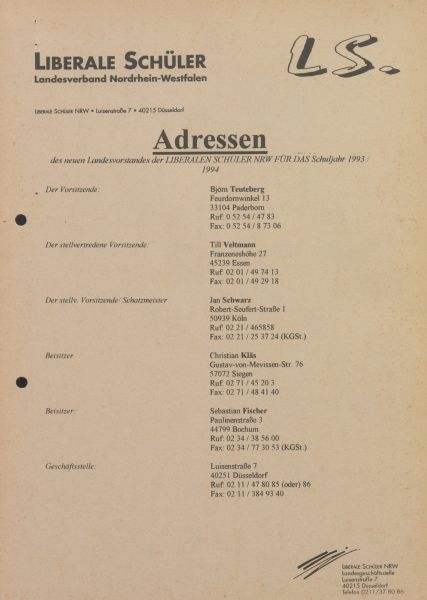 LIBERALE SCHÜLER
Landesverband Nordrhein-Westfalen
LS.
LIBERALE SCHÜLER NRW • Luisenstraße 7 • 40215 Düsseldorf
Adressen
des neuen Landesvorstandes der LIBERALEN SCHÜLER NRW FÜR DAS Schuljahr 1993 /
1994
Der Vorsitzende:
Björn Teuteberg
Feurdornwinkel 13
33104 Paderborn
Ruf: 0 52 54 / 47 83
Fax: 0 52 54 / 8 73 06
Der stellvertredene Vorsitzende:
Till Veltmann
Franzeneshöhe 27
45239 Essen
Ruf: 02 01 / 49 74 13
Fax: 02 01 / 49 29 18
Der stellv. Vorsitzende/ Schatzmeister
Jan Schwarz
Robert-Seufert-Straße 1
50939 Köln
Ruf: 02 21 / 465858
Fax: 02 21 / 25 37 24 (KGSt.)
Beisitzer
Christian Kläs
Gustav-von-Mevissen-Str. 76
57072 Siegen
Ruf: 02 71 / 45 20 3
Fax: 02 71 / 48 41 40
Beisitzer:
Sebastian Fischer
Paulinenstraße 3
44799 Bochum
Ruf: 02 34 / 38 56 00
Fax: 02 34 / 77 30 53 (KGSt.)
Geschäftsstelle:
Luisenstraße 7
40251 Düsseldorf
Ruf: 02 11 / 47 80 85 (oder) 86
Fax: 02 11 / 384 93 40
LIBERALE SCHÜLER NRW
Landesgeschäftsstelle
Luisenstraße 7
40215 Düsseldorf
Telefon 0211/37 80 86